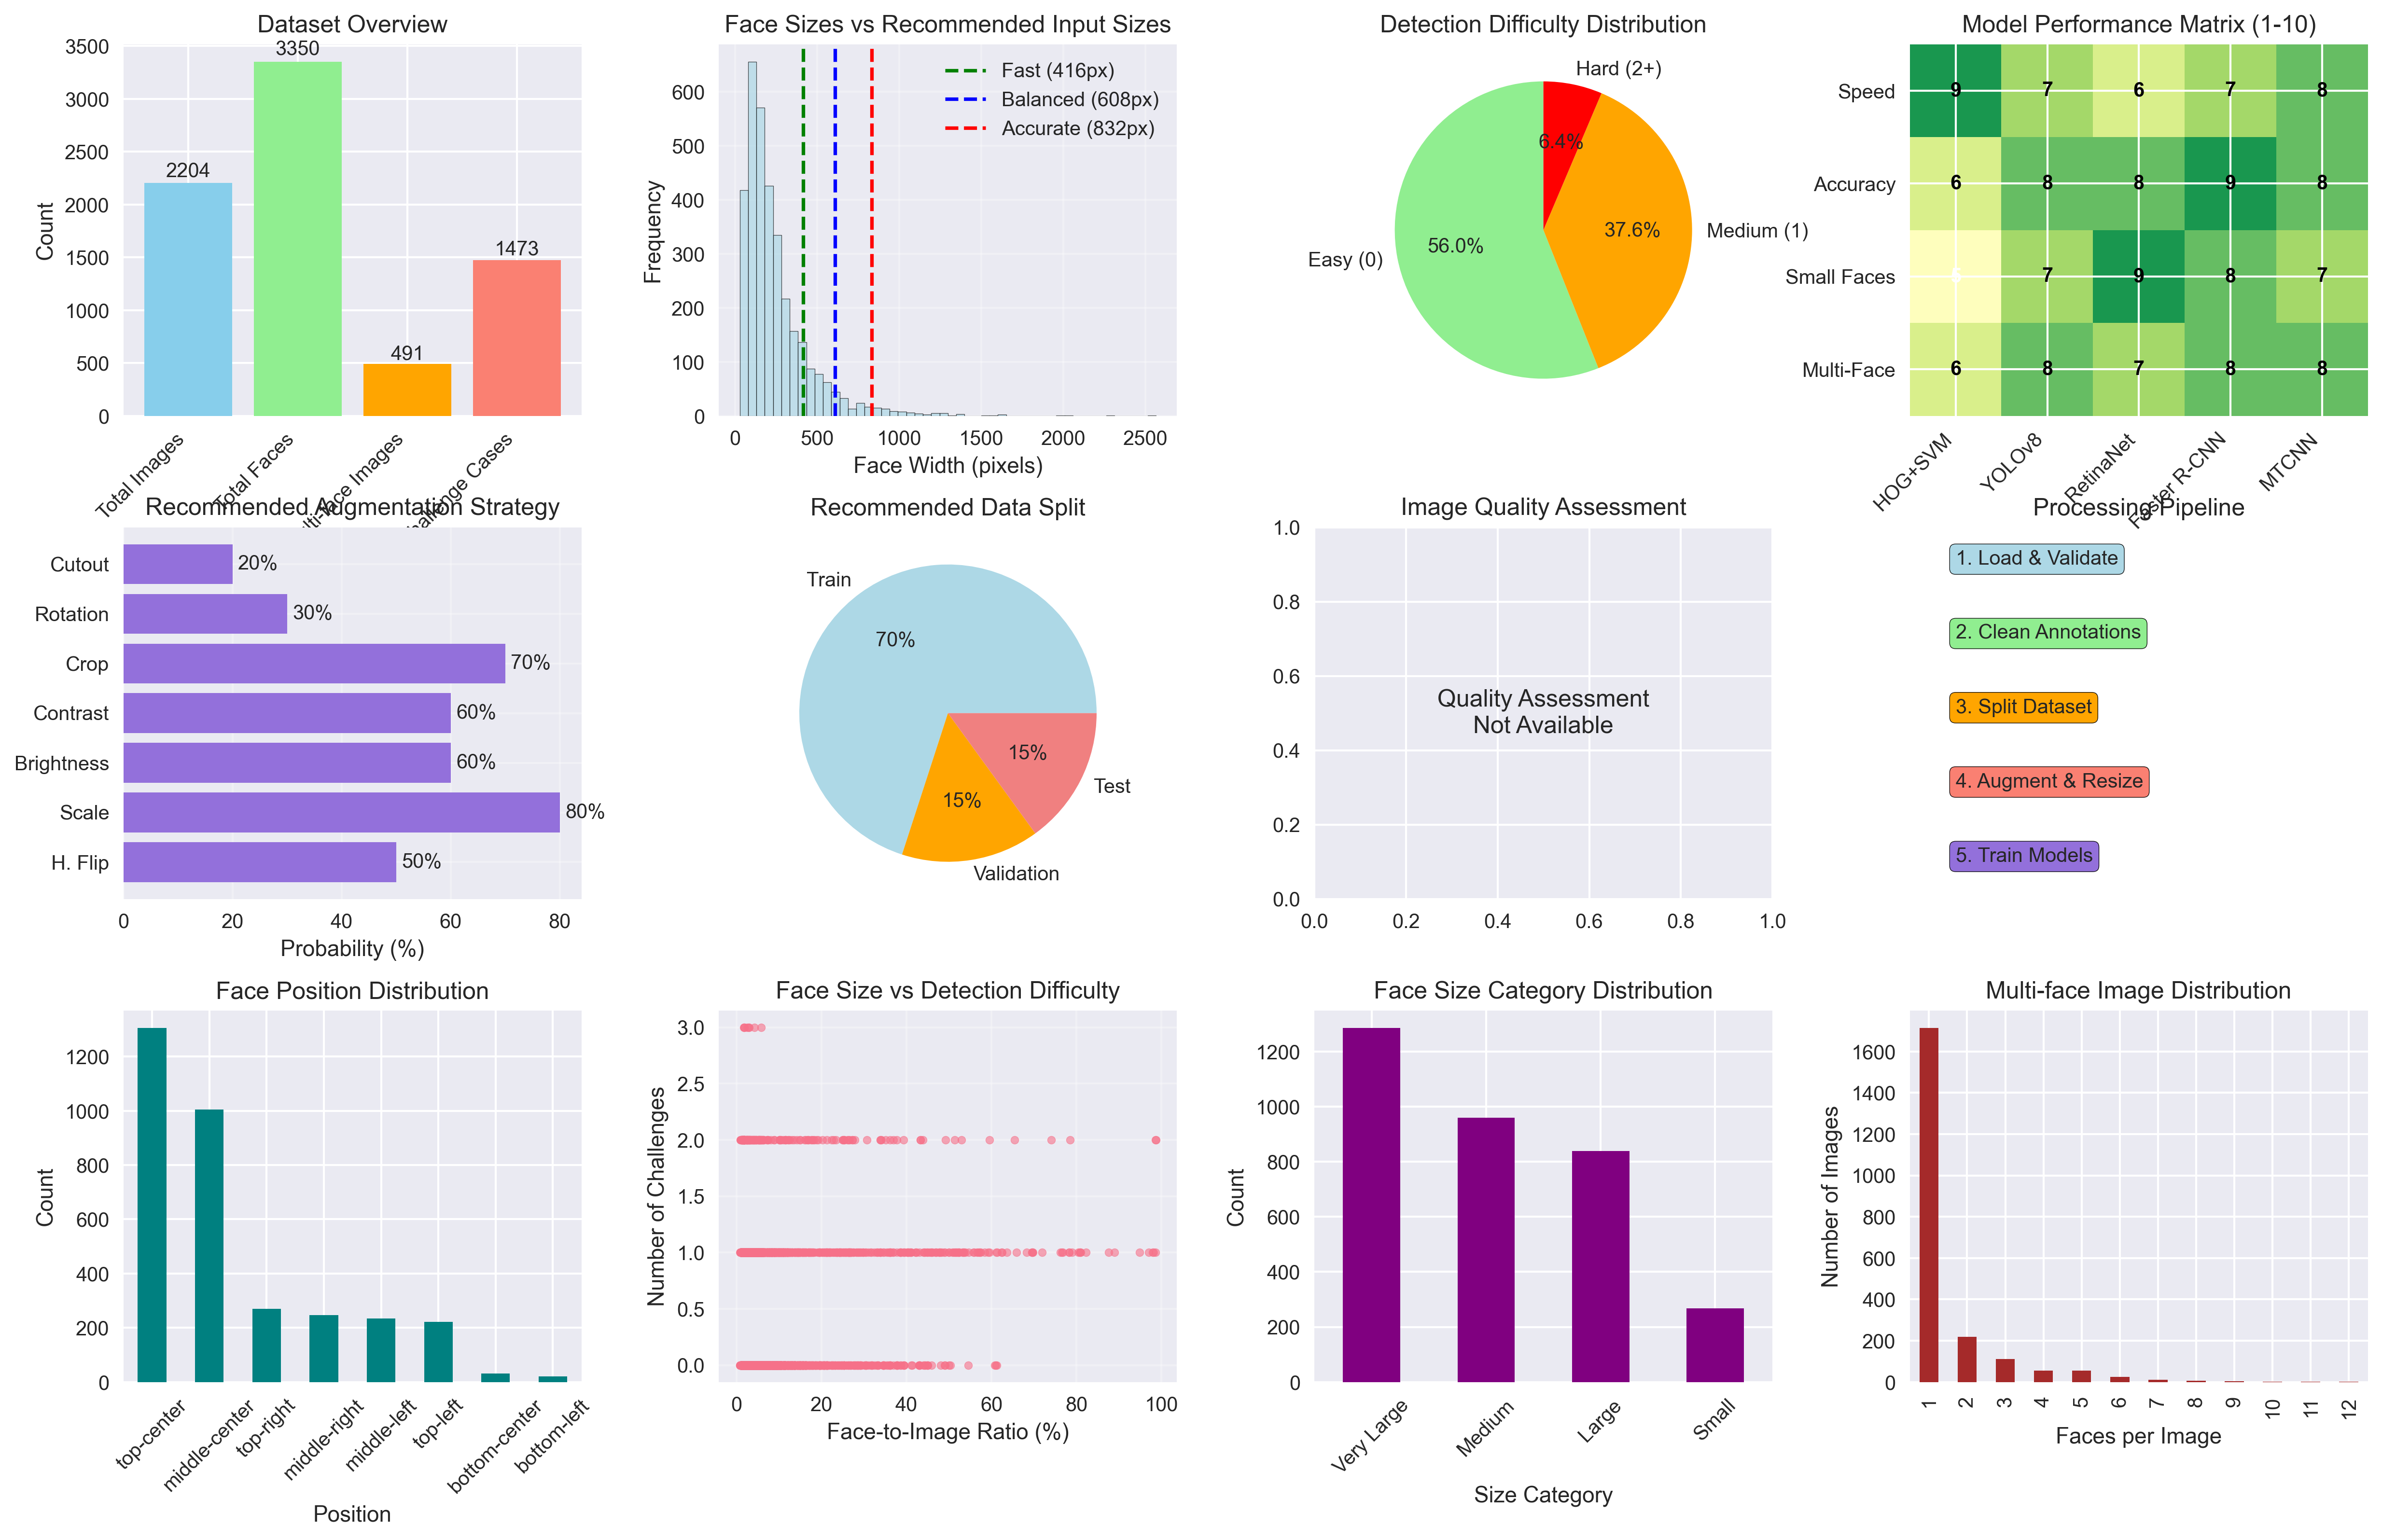 Dataset Overview
3500
3000
2500
2000
1500
1000
500
0
Count
2204
3350
491
1473
Total Images
Total Faces
Face Sizes vs Recommended Input Sizes
Fast (416px)
Balanced (608px)
Accurate (832px)
600
500
400
300
200
100
0
Frequency
0 500 1000 1500 2000 2500
Face Width (pixels)
Detection Difficulty Distribution
Hard (2+)
6.4%
Medium (1)
37.6%
Easy (0)
56.0%
Model Performance Matrix (1-10)
Speed 9 7 6 7 8
Accuracy 6 8 8 9 8
Small Faces 7 9 8 7
Multi-Face 6 8 7 8 8
HOG+SVM
YOLOv8
RetinaNet
Faster R-CNN
MTCNN
Recommended Augmentation Strategy
Cutout 20%
Rotation 30%
Crop 70%
Contrast 60%
Brightness 60%
Scale 80%
H. Flip 50%
0 20 40 60 80
Probability (%)
Recommended Data Split
Train
70%
15%
Validation
15%
Test
Image Quality Assessment
1.0
0.8
0.6
0.4
0.2
0.0
Quality Assessment
Not Available
0.0 0.2 0.4 0.6 0.8 1.0
Processing Pipeline
1. Load & Validate
2. Clean Annotations
3. Split Dataset
4. Augment & Resize
5. Train Models
Face Position Distribution
1200
1000
800
600
400
200
0
Count
top-center
middle-center
top-right
middle-right
middle-left
top-left
bottom-center
bottom-left
Position
Face Size vs Detection Difficulty
3.0
2.5
2.0
1.5
1.0
0.5
0.0
Number of Challenges
0 20 40 60 80 100
Face-to-Image Ratio (%)
Face Size Category Distribution
1200
1000
800
600
400
200
0
Count
Very Large
Medium
Large
Small
Size Category
Multi-face Image Distribution
1600
1400
1200
1000
800
600
400
200
0
Number of Images
1 2 3 4 5 6 7 8 9 10 11 12
Faces per Image